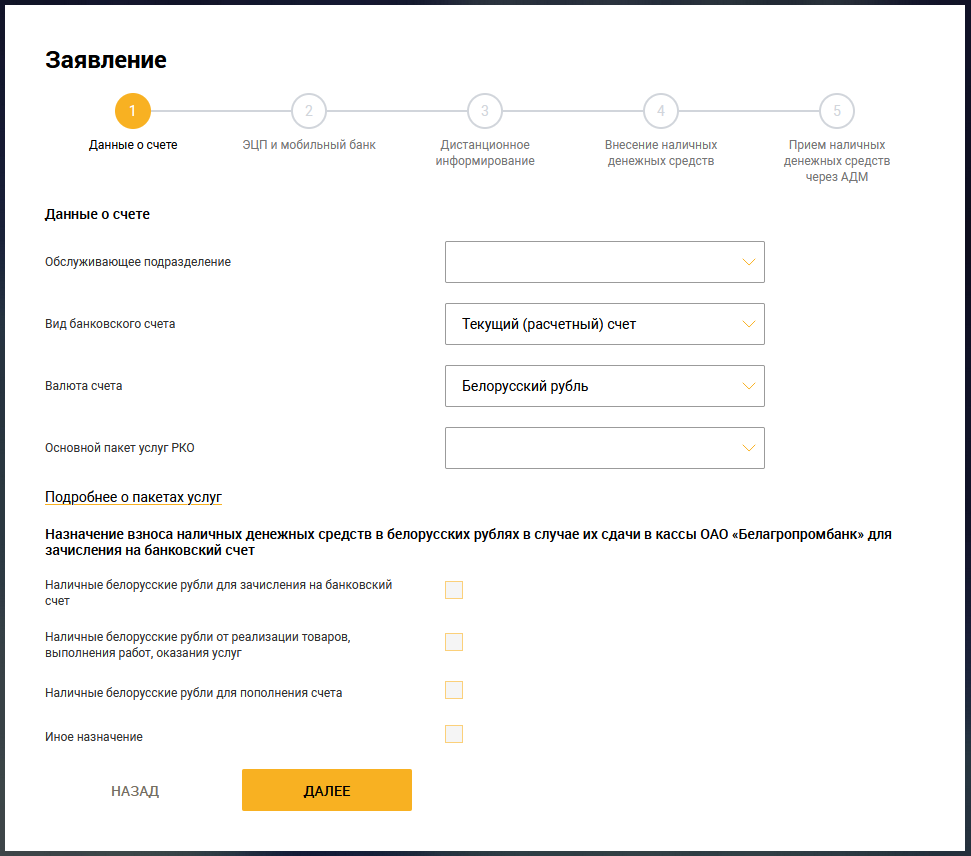 Заявление
1
2
3
4
5
Данные о счете
ЭЦП и мобильный банк
Дистанционное
информирование
Внесение наличных
денежных средств
Прием наличных
денежных средств
через АДМ
Данные о счете
Обслуживающее подразделение
Вид банковского счета
Текущий (расчетный) счет
Валюта счета
Белорусский рубль
Основной пакет услуг РКО
Подробнее о пакетах услуг
Назначение взноса наличных денежных средств в белорусских рублях в случае их сдачи в кассы ОАО «Белагропромбанк» для
зачисления на банковский счет
Наличные белорусские рубли для зачисления на банковский
счет
Наличные белорусские рубли от реализации товаров,
выполнения работ, оказания услуг
Наличные белорусские рубли для пополнения счета
Иное назначение
НАЗАД
ДАЛЕЕ